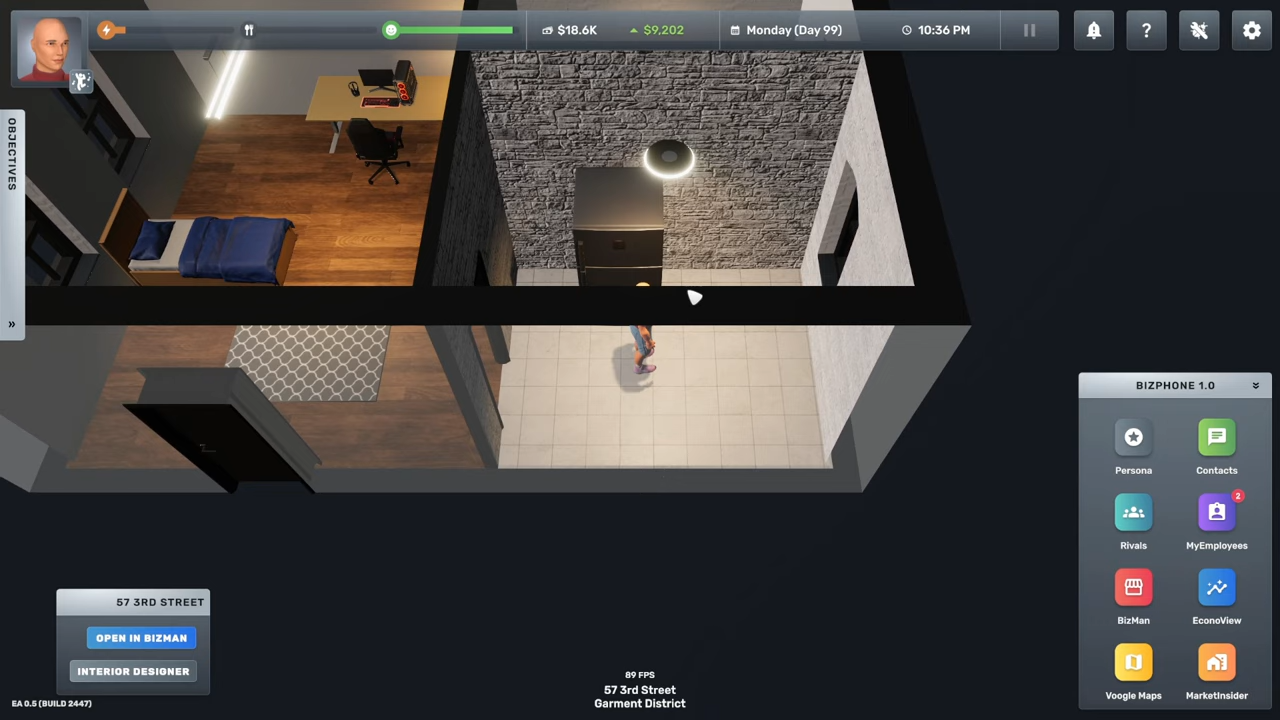 $18.6K
$9,202
Monday (Day 99)
10:36 PM
?
OBJECTIVES
»
BIZPHONE 1.0
Persona
Contacts
2
Rivals
MyEmployees
BizMan
EconoView
Voogle Maps
MarketInsider
57 3RD STREET
OPEN IN BIZMAN
INTERIOR DESIGNER
89 FPS
57 3rd Street
Garment District
EA 0.5 (BUILD 2447)